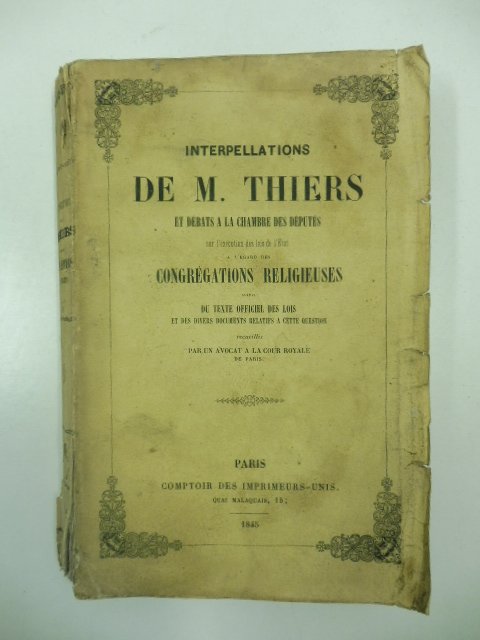 INTERPELLATIONS
DE M. THIERS
ET DÉBATS A LA CHAMBRE DES DÉPUTÉS
sur l'exécution des lois de l'État
A L'ÉGARD DES
CONGRÉGATIONS RELIGIEUSES
DU TEXTE OFFICIEL DES LOIS
ET DES DIVERS DOCUMENTS RELATIFS A CETTE QUESTION
recueillis
PAR UN AVOCAT A LA COUR ROYALE
DE PARIS.
PARIS
COMPTOIR DES IMPRIMEURS-UNIS.
QUAI MALAQUAIS, 15;
1845